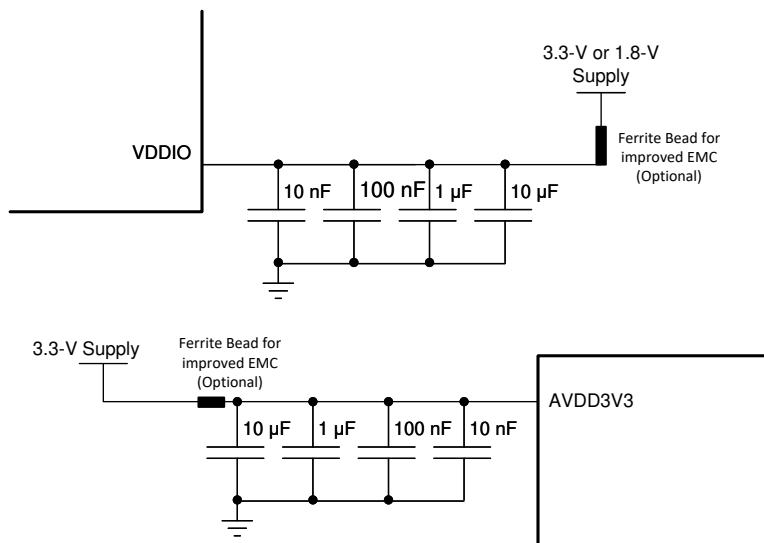 3.3-V or 1.8-V
Supply
Ferrite Bead for
improved EMC
(Optional)
VDDIO
10 nF
100 nF
1 µF
10 µF
3.3-V Supply
Ferrite Bead for
improved EMC
(Optional)
AVDD3V3
10 µF
1 µF
100 nF
10 nF